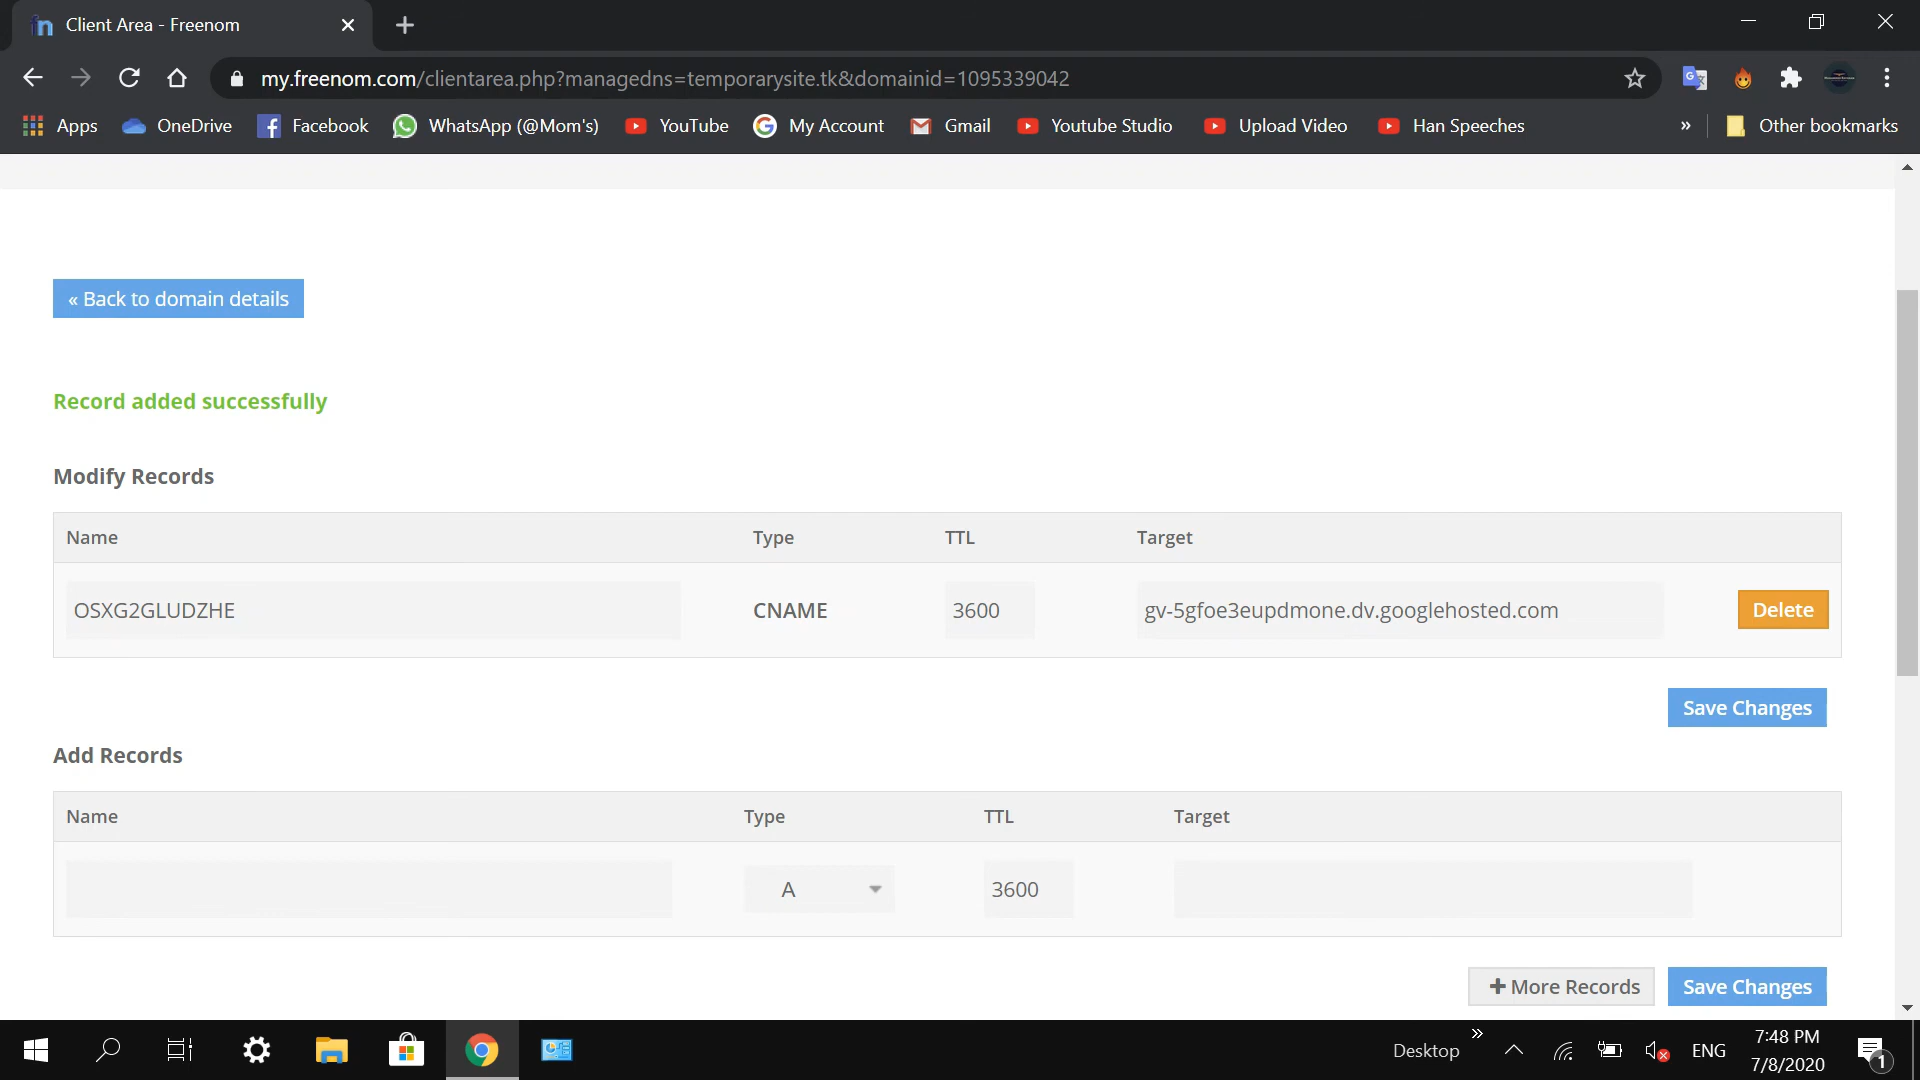 Client Area - Freenom
my.freenom.com/clientarea.php?managedns=temporarysite.tk&domainid=1095339042
Apps OneDrive Facebook WhatsApp (@Mom's) YouTube My Account Gmail Youtube Studio Upload Video Han Speeches » Other bookmarks
« Back to domain details
Record added successfully
Modify Records
Name Type TTL Target
OSXG2GLUDZHE CNAME 3600 gv-5gfoe3eupdmone.dv.googlehosted.com Delete
Save Changes
Add Records
Name Type TTL Target
A 3600
+ More Records Save Changes
Desktop » ENG 7:48 PM
7/8/2020 1